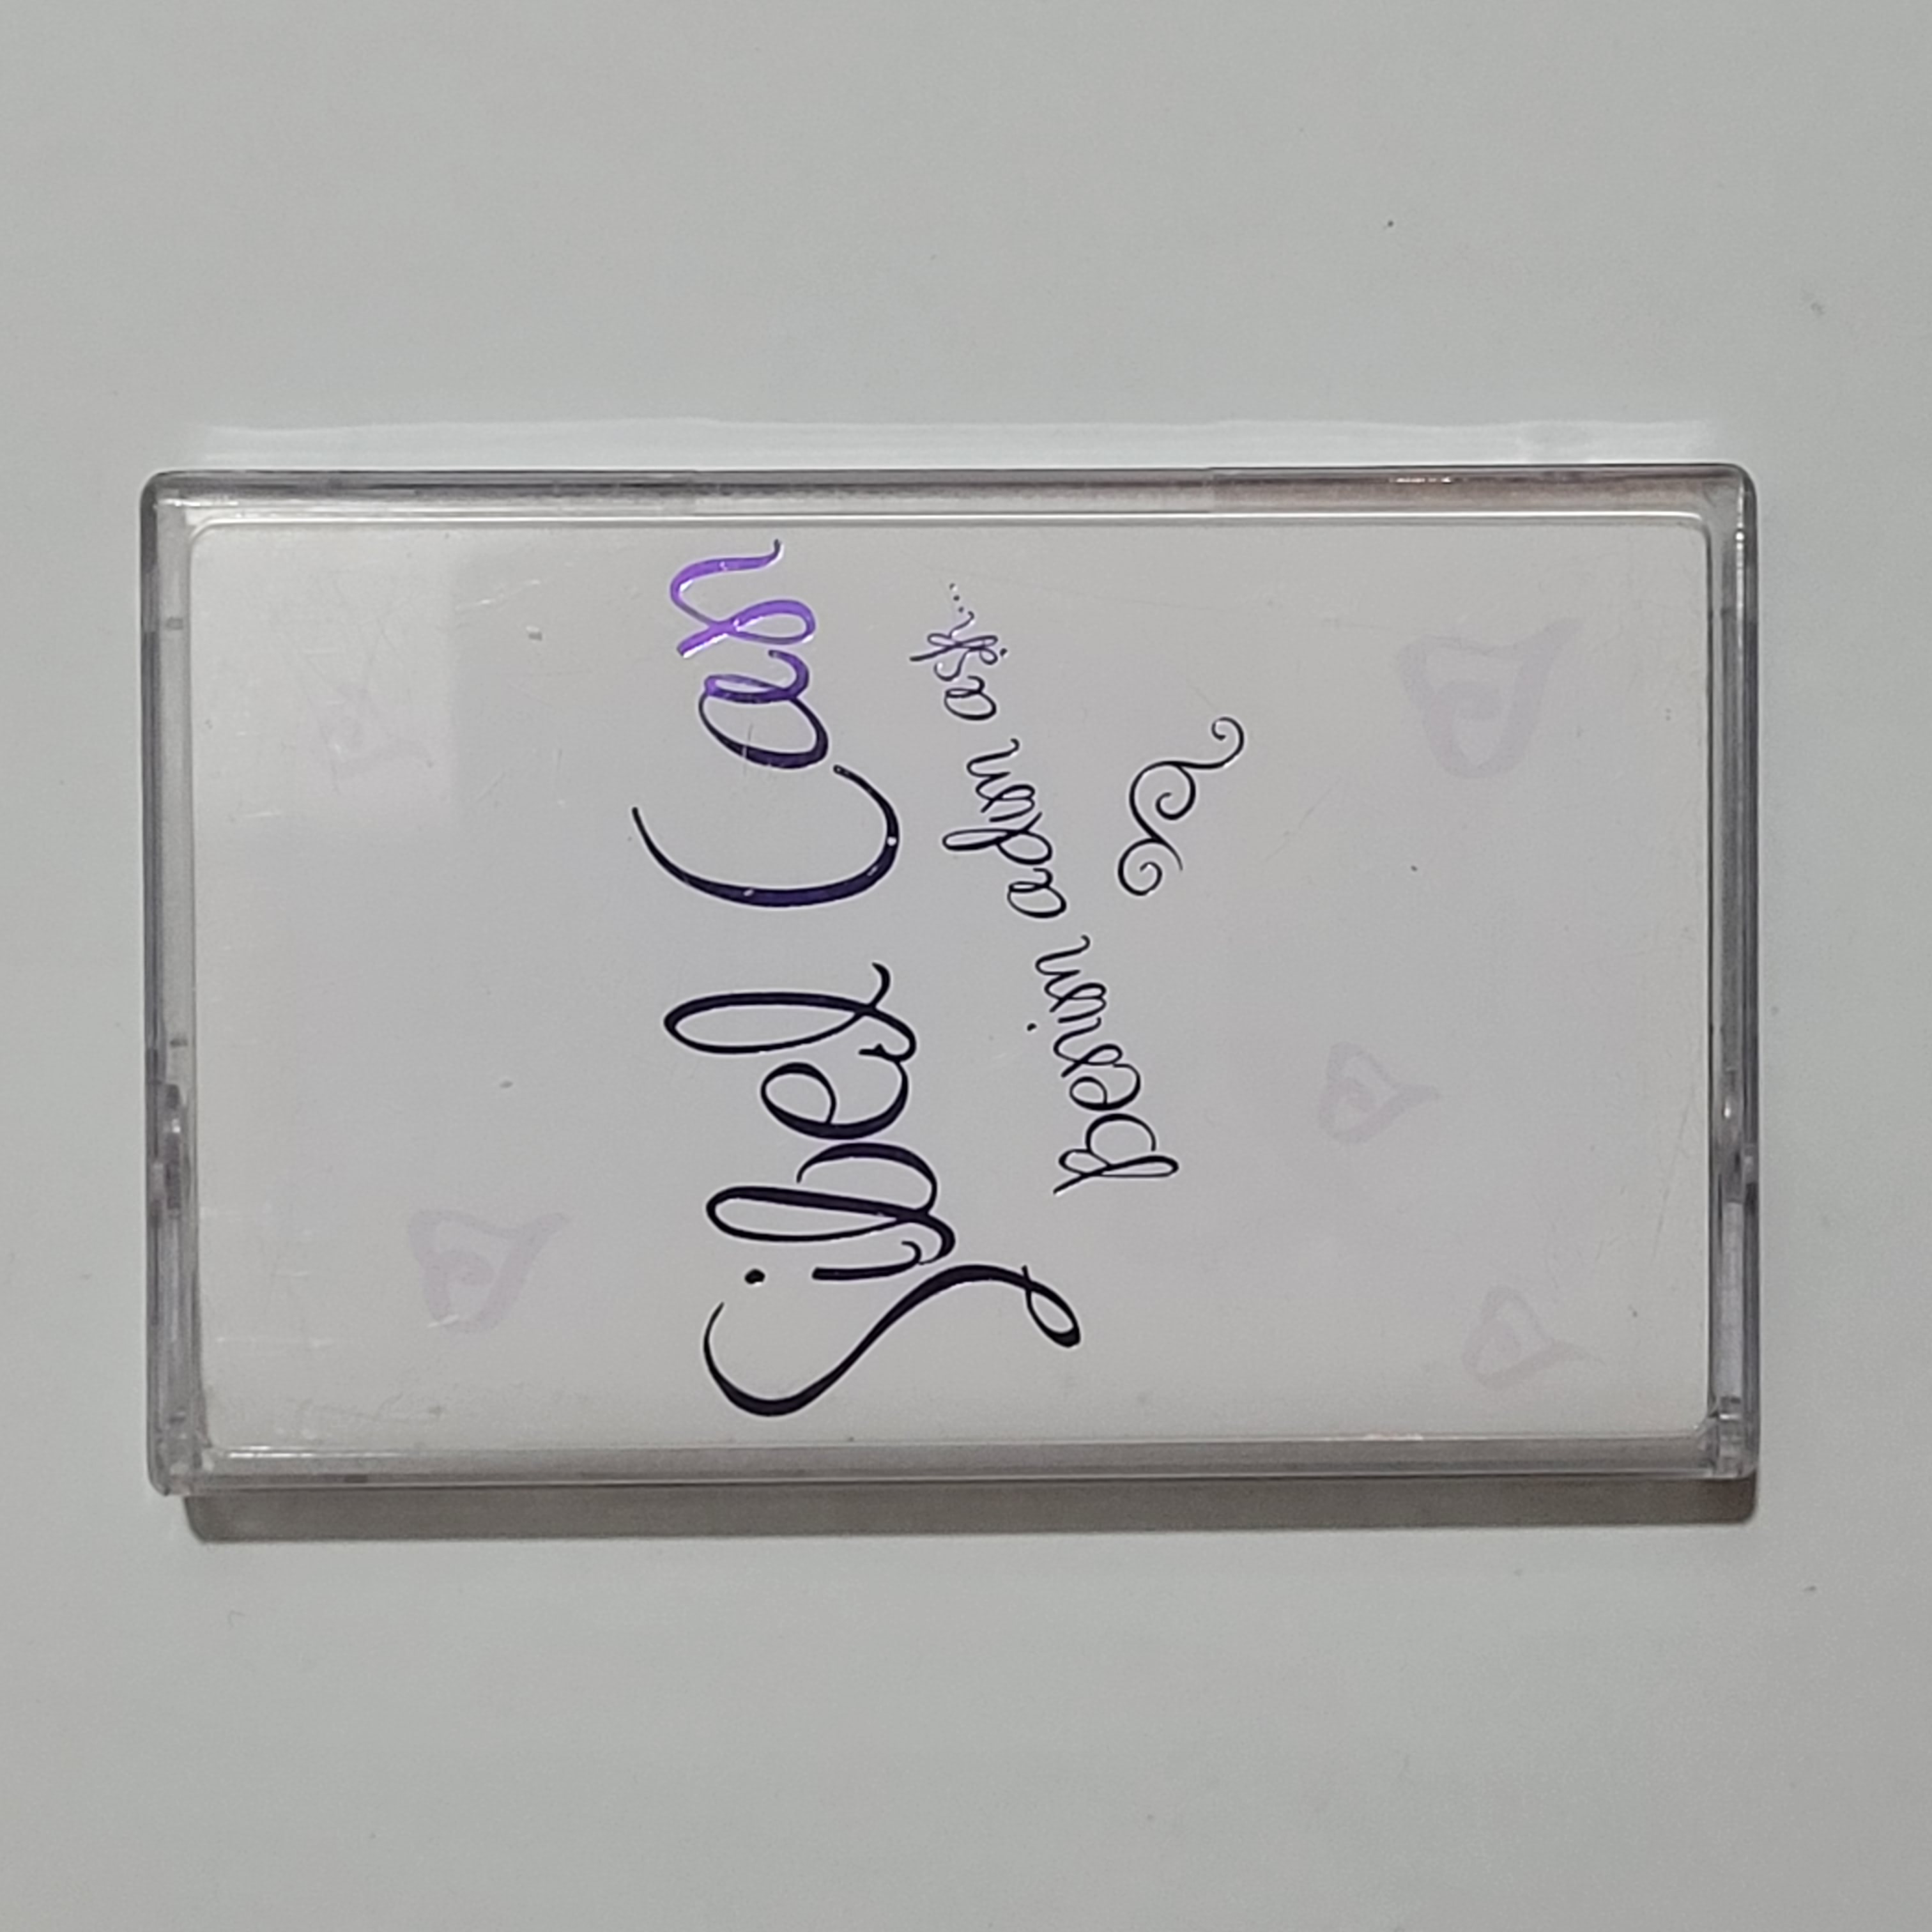 Sibel Can
Benim adım aşk...